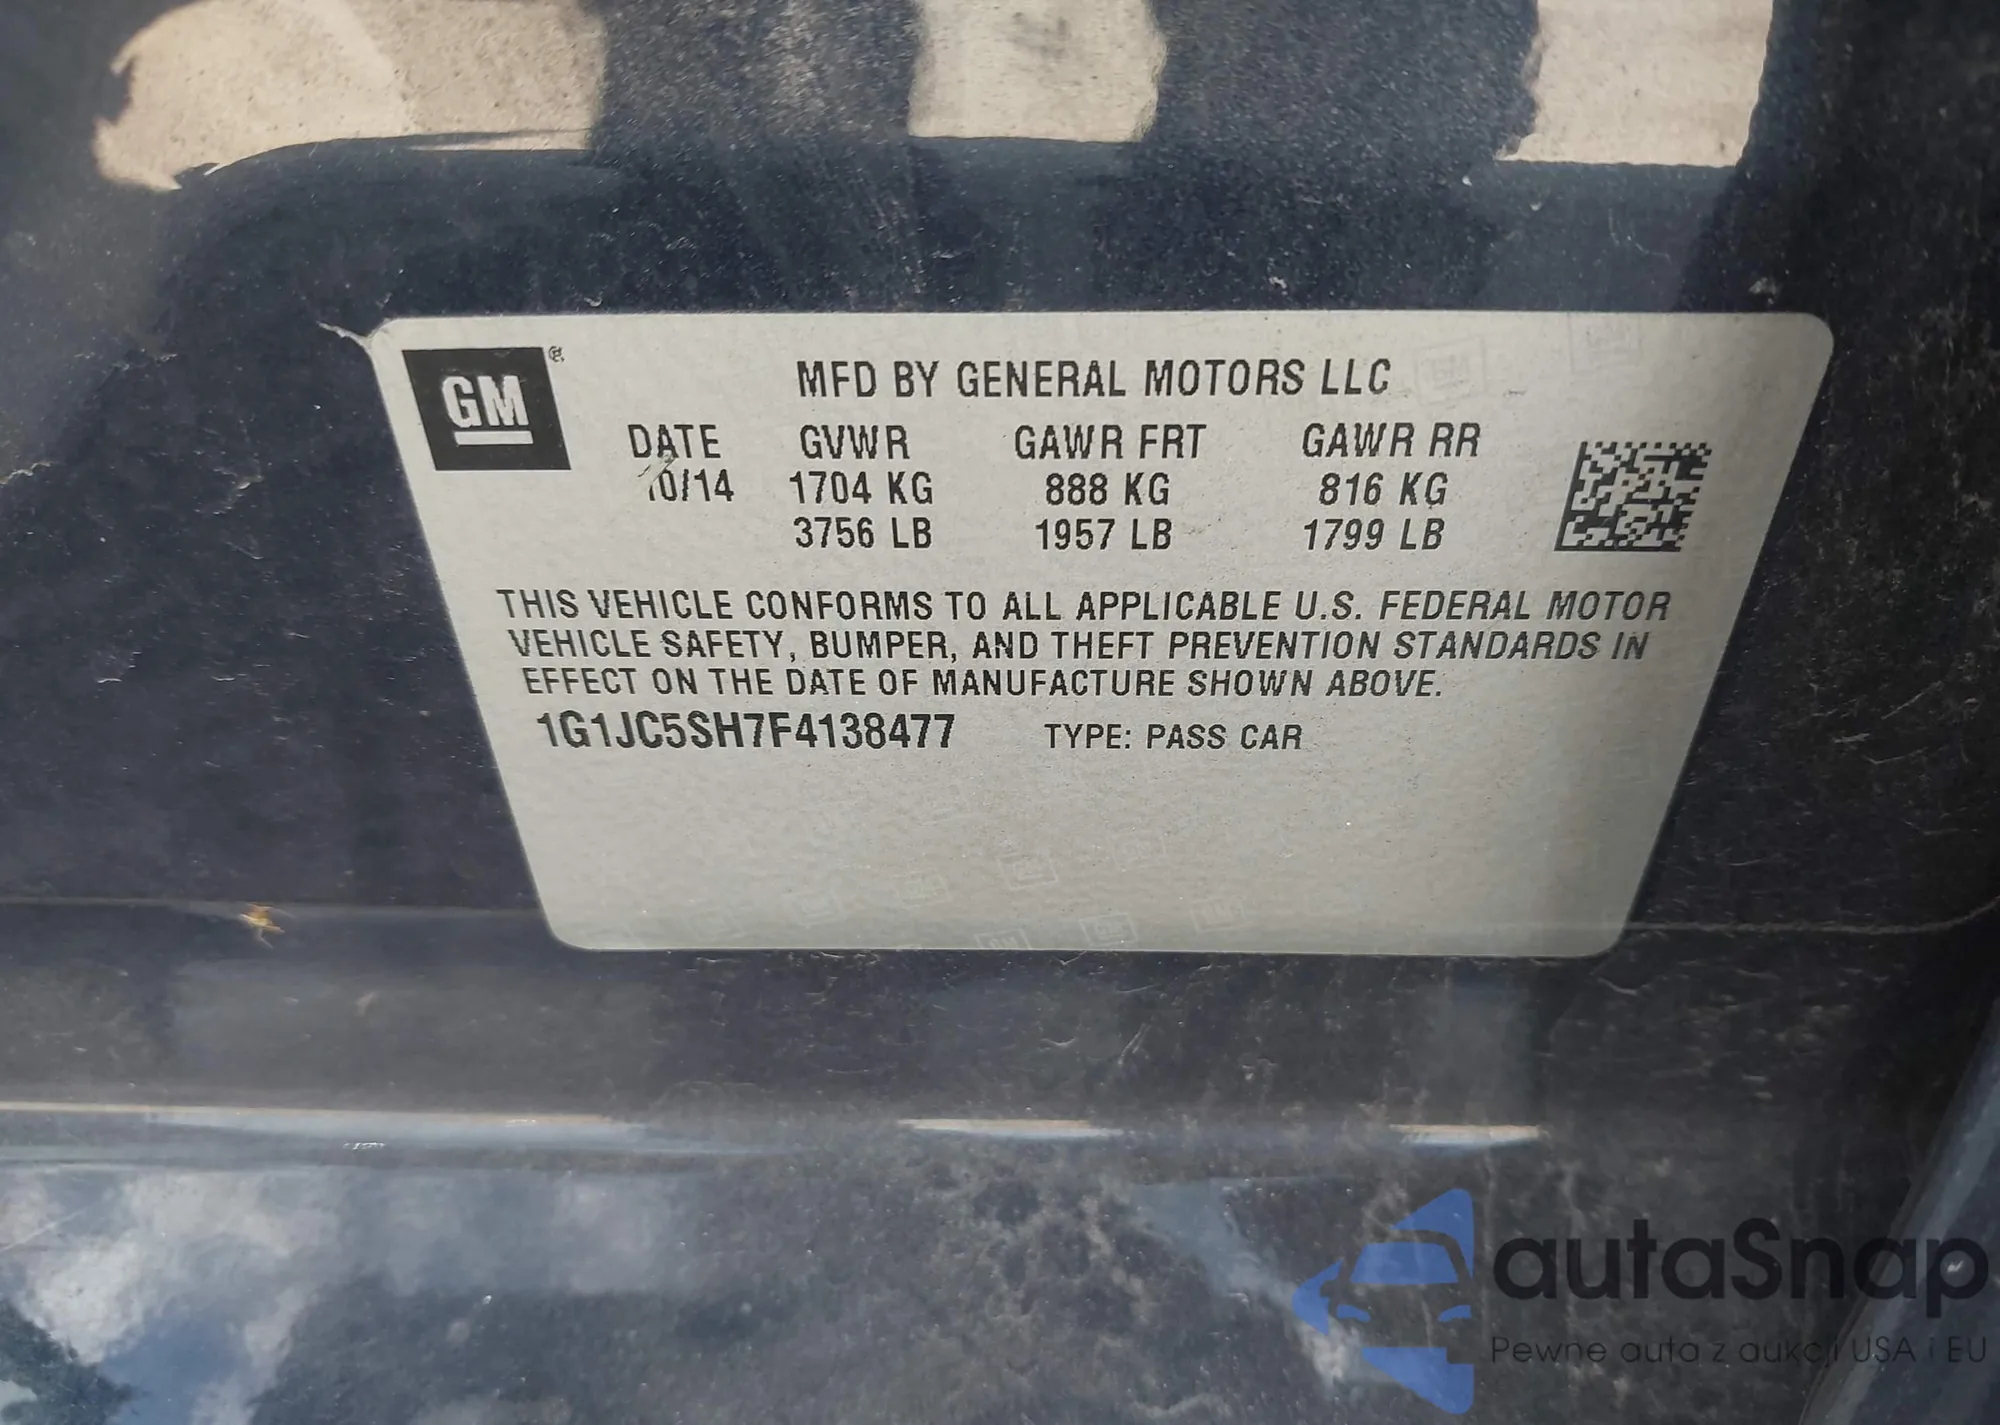 GM
MFD BY GENERAL MOTORS LLC
DATE GVWR GAWR FRT GAWR RR
10/14 1704 KG 888 KG 816 KG
3756 LB 1957 LB 1799 LB
THIS VEHICLE CONFORMS TO ALL APPLICABLE U.S. FEDERAL MOTOR
VEHICLE SAFETY, BUMPER, AND THEFT PREVENTION STANDARDS IN
EFFECT ON THE DATE OF MANUFACTURE SHOWN ABOVE.
1G1JC5SH7F4138477 TYPE: PASS CAR
autaSnap
Pewne auta z aukcji USA i EU